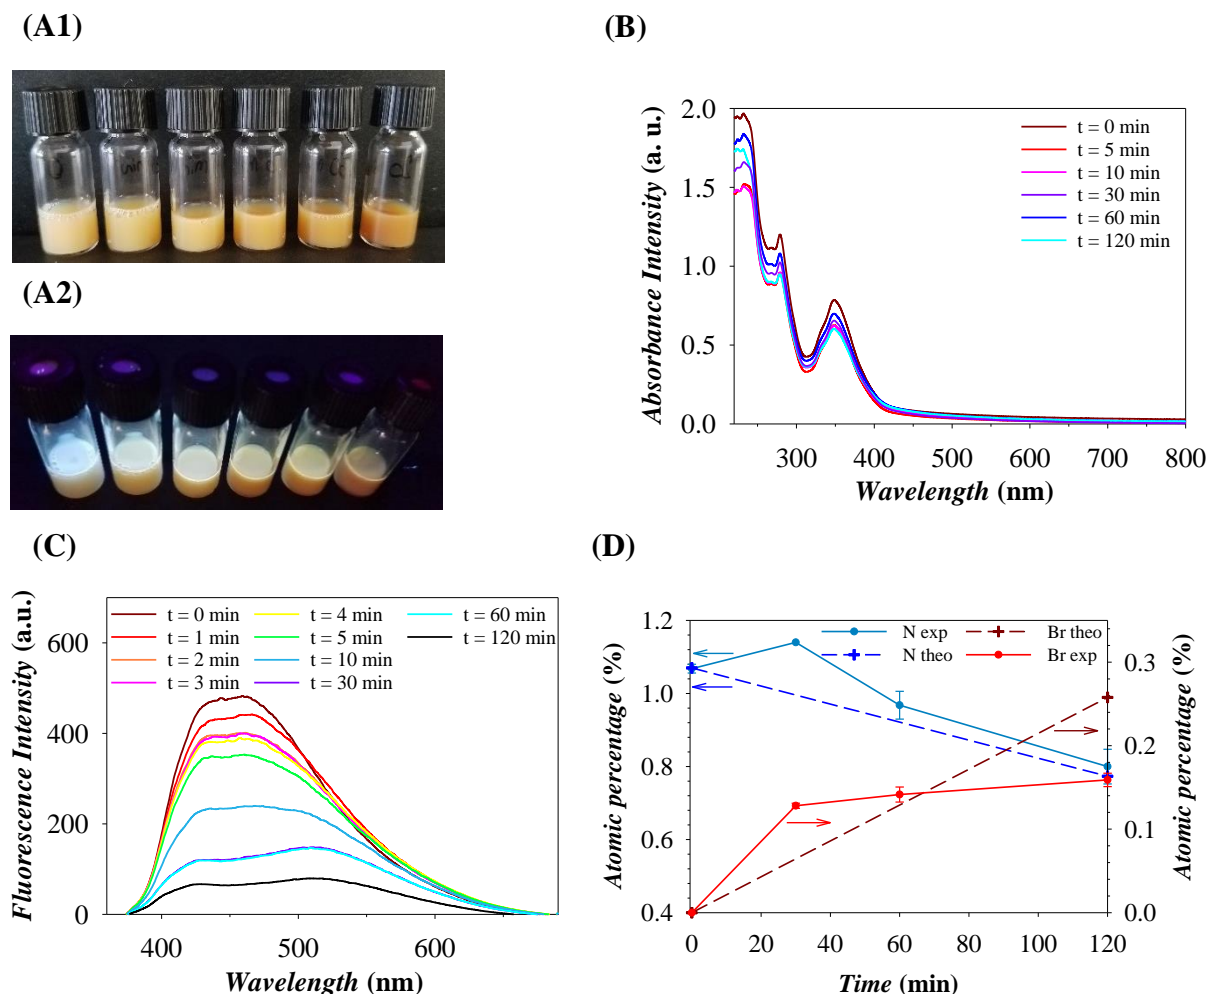 (A1)
(A2)
(B)
Absorbance Intensity (a. u.)
2.0
1.5
1.0
0.5
0.0
t = 0 min
t = 5 min
t = 10 min
t = 30 min
t = 60 min
t = 120 min
300 400 500 600 700 800
Wavelength (nm)
(C)
Fluorescence Intensity (a.u.)
600
400
200
0
t = 0 min
t = 1 min
t = 2 min
t = 3 min
t = 4 min
t = 5 min
t = 10 min
t = 30 min
t = 60 min
t = 120 min
400 500 600
Wavelength (nm)
(D)
Atomic percentage (%)
1.2
1.0
0.8
0.6
0.4
N exp
N theo
Br theo
Br exp
0.3
0.2
0.1
0.0
Atomic percentage (%)
0 20 40 60 80 100 120
Time (min)